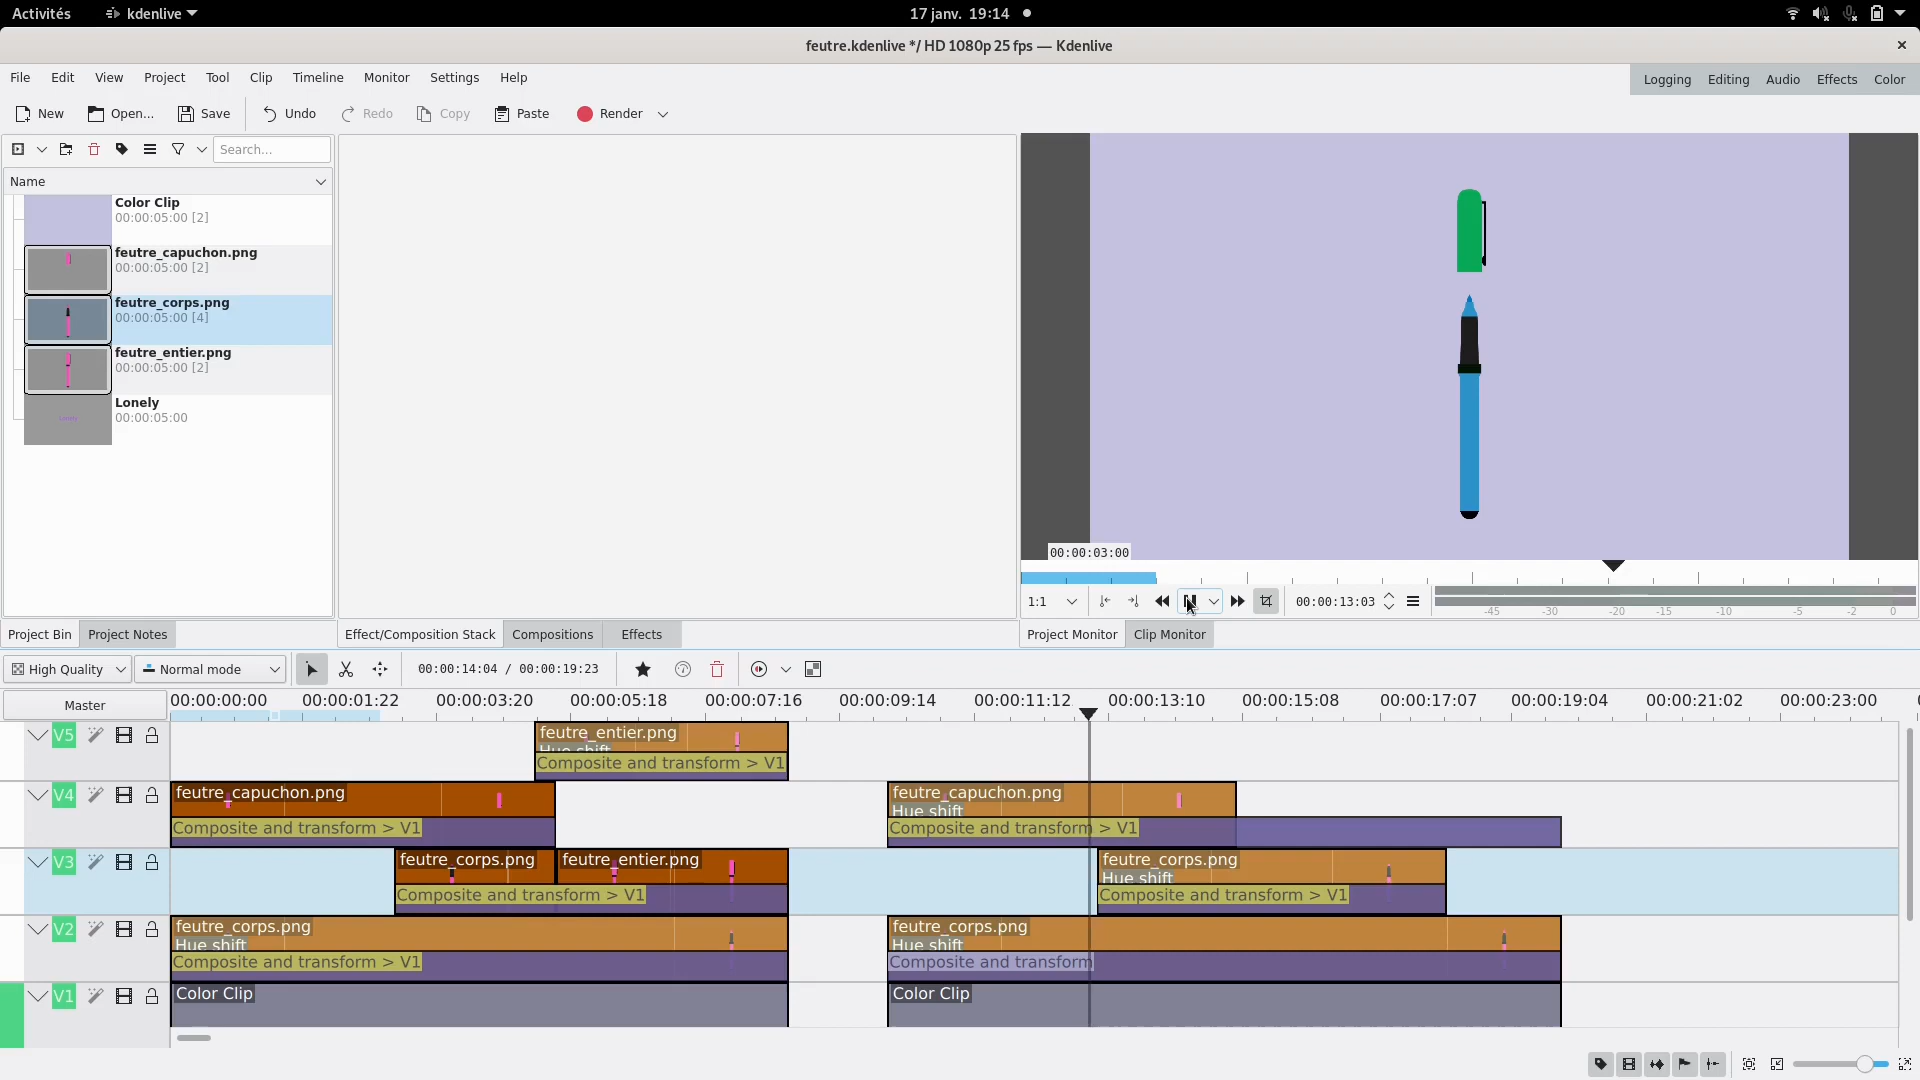 Activités
kdenlive
17 janv. 19:14
feutre.kdenlive */ HD 1080p 25 fps — Kdenlive
File Edit View Project Tool Clip Timeline Monitor Settings Help
Logging Editing Audio Effects Color
New Open... Save Undo Redo Copy Paste Render
Search...
Name
Color Clip
00:00:05:00 [2]
feutre_capuchon.png
00:00:05:00 [2]
feutre_corps.png
00:00:05:00 [4]
feutre_entier.png
00:00:05:00 [2]
Lonely
00:00:05:00
00:00:03:00
1:1
00:00:13:03
-45 -30 -20 -15 -10 -5 -2 0
Project Bin Project Notes
Effect/Composition Stack Compositions Effects
Project Monitor Clip Monitor
High Quality Normal mode 00:00:14:04 / 00:00:19:23
Master
00:00:00:00 00:00:01:22 00:00:03:20 00:00:05:18 00:00:07:16 00:00:09:14 00:00:11:12 00:00:13:10 00:00:15:08 00:00:17:07 00:00:19:04 00:00:21:02 00:00:23:00
V5
feutre_entier.png
Hue shift
Composite and transform > V1
V4
feutre_capuchon.png
Composite and transform > V1
feutre_capuchon.png
Hue shift
Composite and transform > V1
V3
feutre_corps.png
feutre_entier.png
Composite and transform > V1
feutre_corps.png
Hue shift
Composite and transform > V1
V2
feutre_corps.png
Hue shift
Composite and transform > V1
feutre_corps.png
Hue shift
Composite and transform
V1
Color Clip
Color Clip